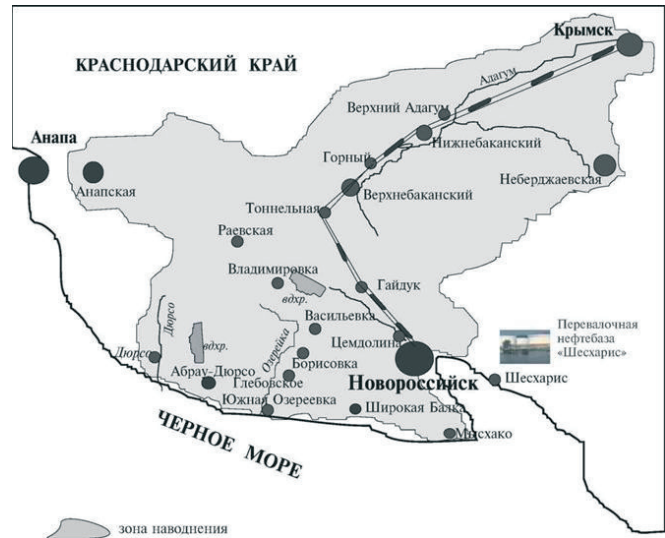 Крымск
КРАСНОДАРСКИЙ КРАЙ
Адагум
Верхний Адагум
Анапа
Нижнебаканский
Горный
Неберджаевская
Анапская
Верхнебаканский
Тоннельная
Раевская
Владимировка
Гайдук
вдхр.
Дюрсо
Васильевка
Озерейка
Цемдолина
Перевалочная
нефтебаза
«Шесхарис»
вдхр.
Дюрсо
Борисовка
Абрау-Дюрсо
Глебовское
Новороссийск
Шесхарис
Южная Озереевка
Широкая Балка
ЧЕРНОЕ МОРЕ
Мысхако
зона наводнения